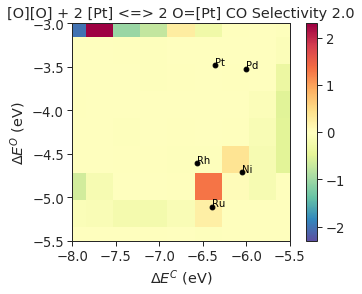 [O][O] + 2 [Pt] <=> 2 O=[Pt] CO Selectivity 2.0
−3.0
−3.5
−4.0
−4.5
−5.0
−5.5
ΔE^O (eV)
Pt
Pd
Rh
Ni
Ru
−8.0 −7.5 −7.0 −6.5 −6.0 −5.5
ΔE^C (eV)
2
1
0
−1
−2